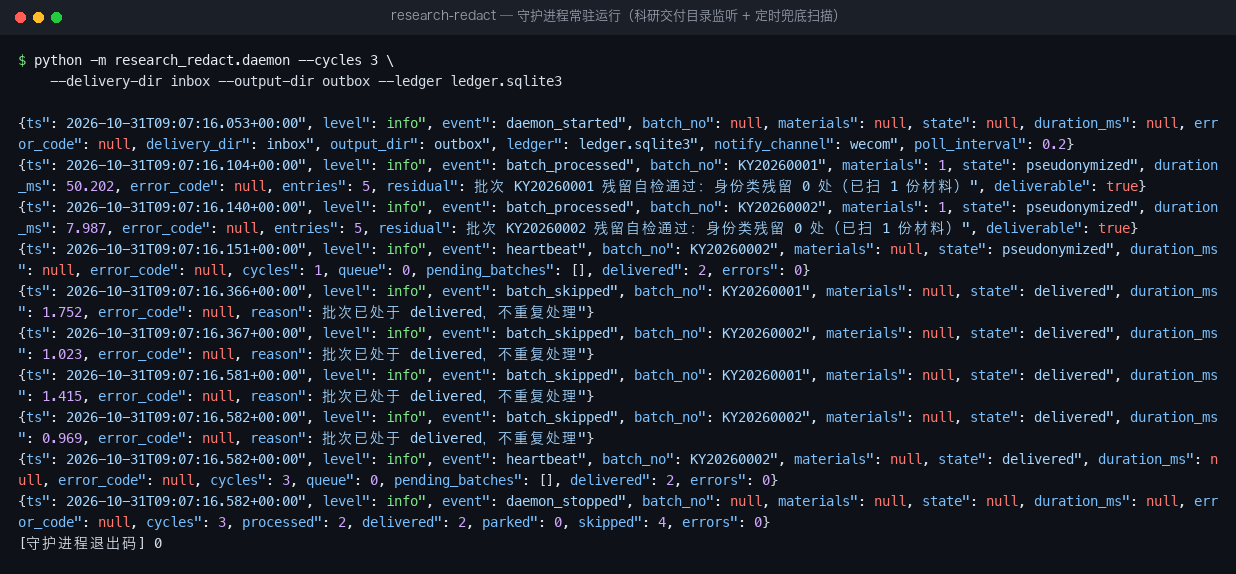 research-redact — 守护进程常驻运行（科研交付目录监听 + 定时兜底扫描）
$ python -m research_redact.daemon --cycles 3 \
--delivery-dir inbox --output-dir outbox --ledger ledger.sqlite3
{ts": 2026-10-31T09:07:16.053+00:00", level": info", event": daemon_started", batch_no": null, materials": null, state": null, duration_ms": null, err
or_code": null, delivery_dir": inbox", output_dir": outbox", ledger": ledger.sqlite3", notify_channel": wecom", poll_interval": 0.2}
{ts": 2026-10-31T09:07:16.104+00:00", level": info", event": batch_processed", batch_no": KY20260001", materials": 1, state": pseudonymized", duration
_ms": 50.202, error_code": null, entries": 5, residual": 批次 KY20260001 残留自检通过：身份类残留 0 处（已扫 1 份材料）", deliverable": true}
{ts": 2026-10-31T09:07:16.140+00:00", level": info", event": batch_processed", batch_no": KY20260002", materials": 1, state": pseudonymized", duration
_ms": 7.987, error_code": null, entries": 5, residual": 批次 KY20260002 残留自检通过：身份类残留 0 处（已扫 1 份材料）", deliverable": true}
{ts": 2026-10-31T09:07:16.151+00:00", level": info", event": heartbeat", batch_no": KY20260002", materials": null, state": pseudonymized", duration_ms
": null, error_code": null, cycles": 1, queue": 0, pending_batches": [], delivered": 2, errors": 0}
{ts": 2026-10-31T09:07:16.366+00:00", level": info", event": batch_skipped", batch_no": KY20260001", materials": null, state": delivered", duration_ms
": 1.752, error_code": null, reason": 批次已处于 delivered，不重复处理"}
{ts": 2026-10-31T09:07:16.367+00:00", level": info", event": batch_skipped", batch_no": KY20260002", materials": null, state": delivered", duration_ms
": 1.023, error_code": null, reason": 批次已处于 delivered，不重复处理"}
{ts": 2026-10-31T09:07:16.581+00:00", level": info", event": batch_skipped", batch_no": KY20260001", materials": null, state": delivered", duration_ms
": 1.415, error_code": null, reason": 批次已处于 delivered，不重复处理"}
{ts": 2026-10-31T09:07:16.582+00:00", level": info", event": batch_skipped", batch_no": KY20260002", materials": null, state": delivered", duration_ms
": 0.969, error_code": null, reason": 批次已处于 delivered，不重复处理"}
{ts": 2026-10-31T09:07:16.582+00:00", level": info", event": heartbeat", batch_no": KY20260002", materials": null, state": delivered", duration_ms": n
ull, error_code": null, cycles": 3, queue": 0, pending_batches": [], delivered": 2, errors": 0}
{ts": 2026-10-31T09:07:16.582+00:00", level": info", event": daemon_stopped", batch_no": null, materials": null, state": null, duration_ms": null, err
or_code": null, cycles": 3, processed": 2, delivered": 2, parked": 0, skipped": 4, errors": 0}
[守护进程退出码] 0